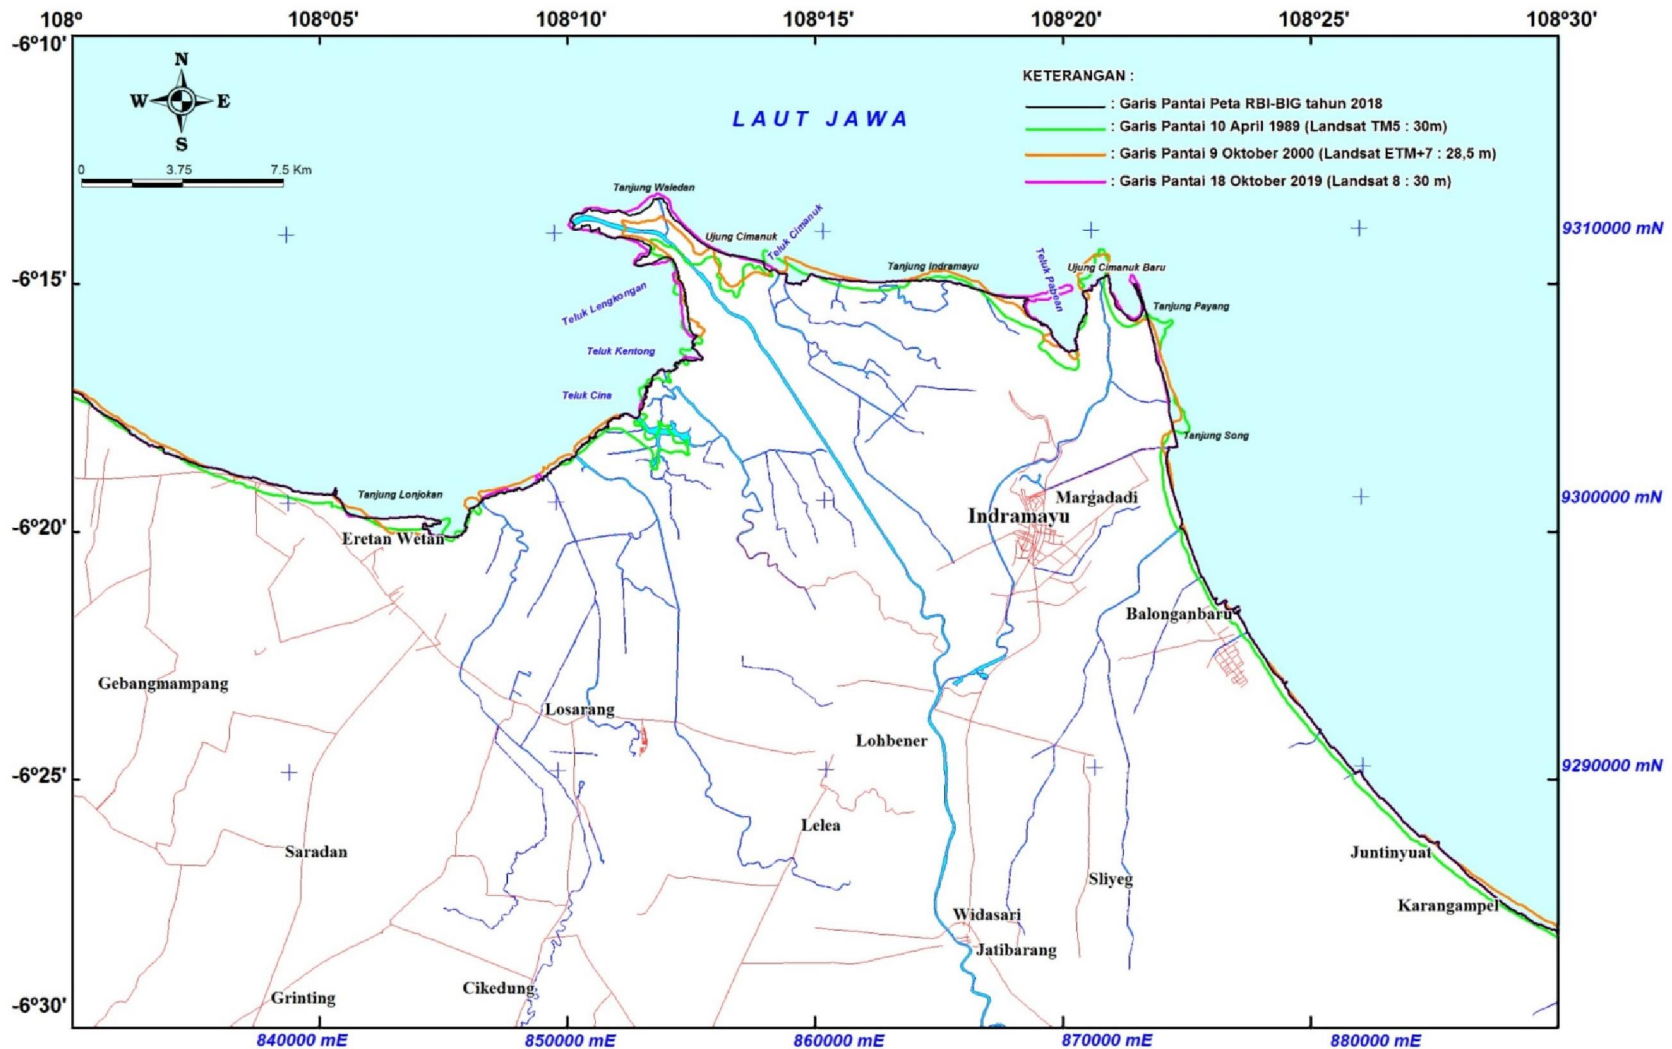 108°
108°05'
108°10'
108°15'
108°20'
108°25'
108°30'
-6°10'
N
W
E
S
0
3.75
7.5 Km
LAUT JAWA
KETERANGAN :
: Garis Pantai Peta RBI-BIG tahun 2018
: Garis Pantai 10 April 1989 (Landsat TM5 : 30m)
: Garis Pantai 9 Oktober 2000 (Landsat ETM+7 : 28,5 m)
: Garis Pantai 18 Oktober 2019 (Landsat 8 : 30 m)
Tanjung Waledan
Ujung Cimanuk
Teluk Cimanuk
9310000 mN
Tanjung Indramayu
Teluk Pabean
Ujung Cimanuk Baru
-6°15'
Teluk Lengkongan
Tanjung Payang
Teluk Kentong
Teluk Cina
Tanjung Song
Tanjung Lonjokan
Margadadi
9300000 mN
Indramayu
-6°20'
Eretan Wetan
Balonganbaru
Gebangmampang
Losarang
Lohbener
9290000 mN
-6°25'
Lelea
Saradan
Juntinyuat
Sliyeg
Karangampel
Widasari
Jatibarang
Cikedung
Grinting
-6°30'
840000 mE
850000 mE
860000 mE
870000 mE
880000 mE